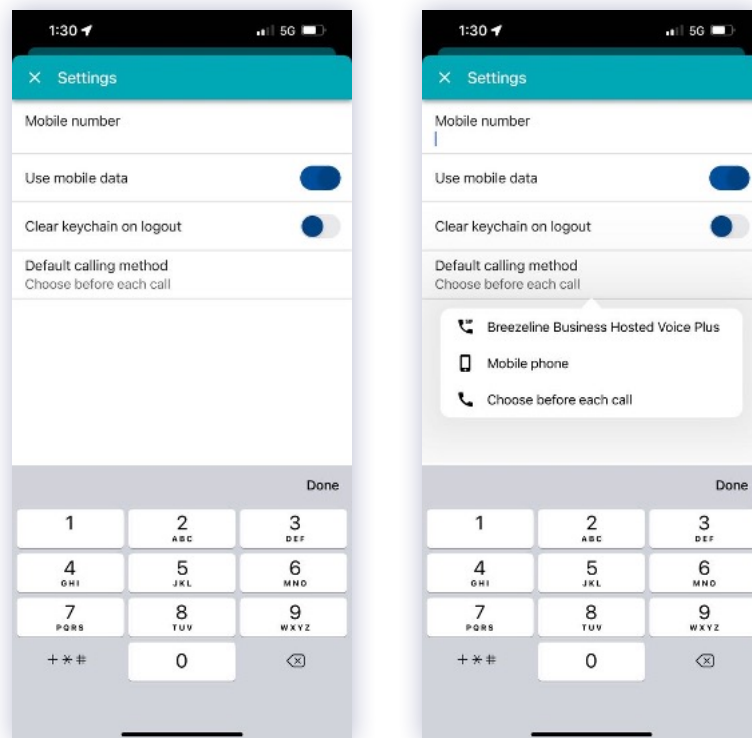 1:30
5G
× Settings
Mobile number
Use mobile data
Clear keychain on logout
Default calling method
Choose before each call
Done
1
2
ABC
3
DEF
4
GHI
5
JKL
6
MNO
7
PQRS
8
TUV
9
WXYZ
+*#
0
1:30
5G
× Settings
Mobile number
Use mobile data
Clear keychain on logout
Default calling method
Choose before each call
Breezeline Business Hosted Voice Plus
Mobile phone
Choose before each call
Done
1
2
ABC
3
DEF
4
GHI
5
JKL
6
MNO
7
PQRS
8
TUV
9
WXYZ
+*#
0